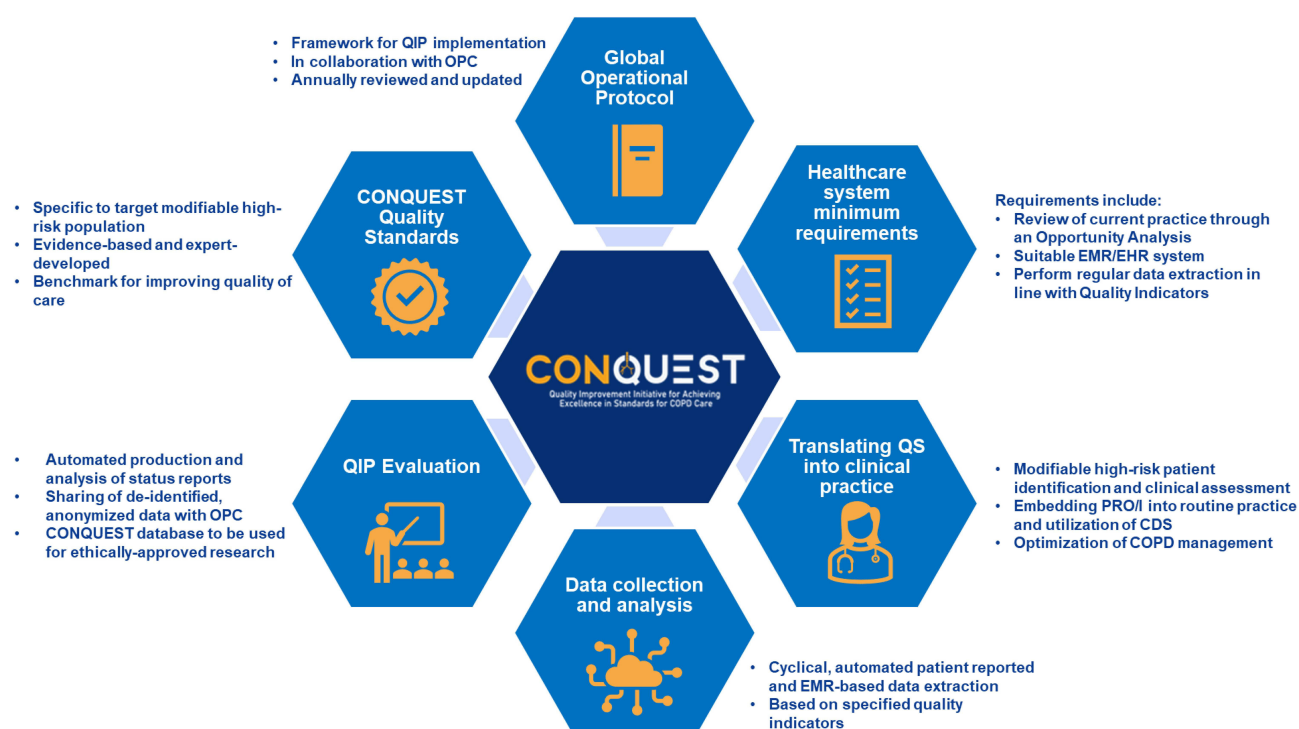 • Framework for QIP implementation
• In collaboration with OPC
• Annually reviewed and updated
Global
Operational
Protocol
Healthcare
system
minimum
requirements
Requirements include:
• Review of current practice through
an Opportunity Analysis
• Suitable EMR/EHR system
• Perform regular data extraction in
line with Quality Indicators
CONQUEST
Quality
Standards
• Specific to target modifiable high-
risk population
• Evidence-based and expert-
developed
• Benchmark for improving quality of
care
CONQUEST
Quality Improvement Initiative for Achieving
Excellence in Standards for COPD Care
QIP Evaluation
• Automated production and
analysis of status reports
• Sharing of de-identified,
anonymized data with OPC
• CONQUEST database to be used
for ethically-approved research
Translating QS
into clinical
practice
• Modifiable high-risk patient
identification and clinical assessment
• Embedding PRO/I into routine practice
and utilization of CDS
• Optimization of COPD management
Data collection
and analysis
• Cyclical, automated patient reported
and EMR-based data extraction
• Based on specified quality
indicators